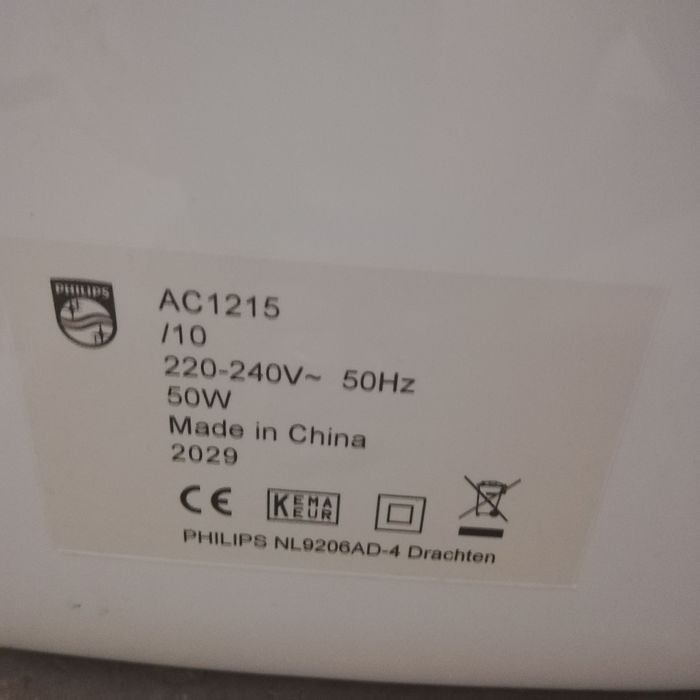 PHILIPS
AC1215
/10
220-240V~ 50Hz
50W
Made in China
2029
CE KEMA EUR
PHILIPS NL9206AD-4 Drachten